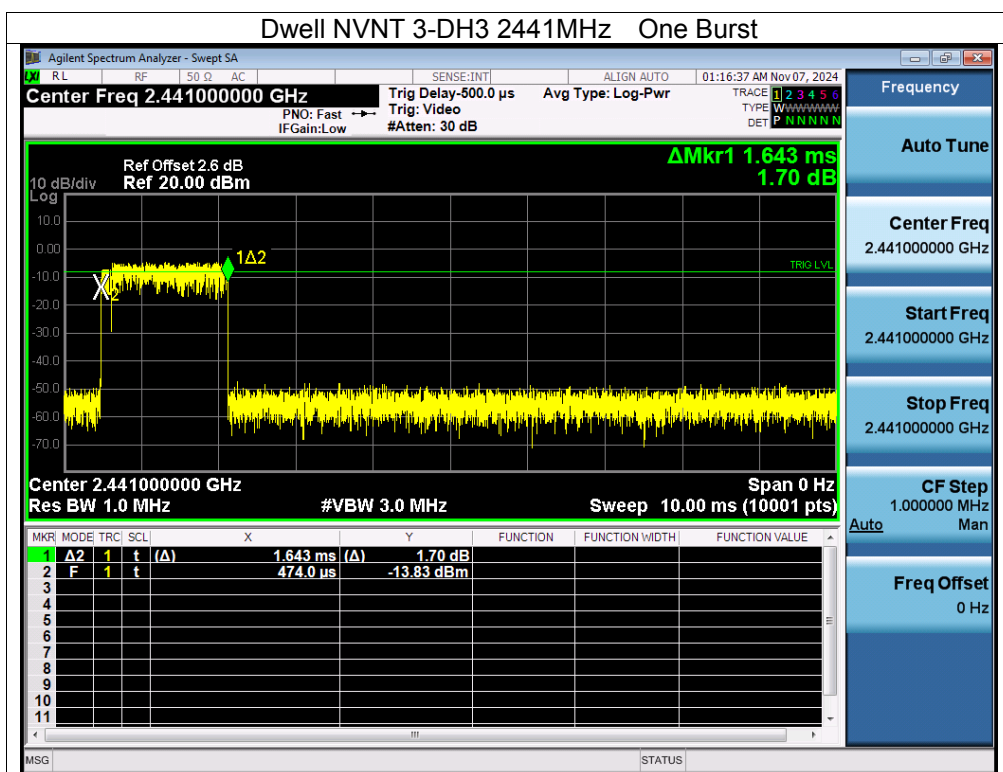 Dwell NVNT 3-DH3 2441MHz One Burst
Agilent Spectrum Analyzer - Swept SA
LXI RL RF 50 Ω AC SENSE:INT ALIGN AUTO 01:16:37 AM Nov 07, 2024
Center Freq 2.441000000 GHz
PNO: Fast
IFGain:Low
Trig Delay-500.0 µs
Trig: Video
#Atten: 30 dB
Avg Type: Log-Pwr
TRACE 1 2 3 4 5 6
TYPE WWWWWW
DET P N N N N N
ΔMkr1 1.643 ms
1.70 dB
Ref Offset 2.6 dB
10 dB/div Ref 20.00 dBm
Log
10.0
0.00
-10.0
-20.0
-30.0
-40.0
-50.0
-60.0
-70.0
1Δ2
X2
TRIG LVL
Center 2.441000000 GHz Span 0 Hz
Res BW 1.0 MHz #VBW 3.0 MHz Sweep 10.00 ms (10001 pts)
MKR MODE TRC SCL X Y FUNCTION FUNCTION WIDTH FUNCTION VALUE
1 Δ2 1 t (Δ) 1.643 ms (Δ) 1.70 dB
2 F 1 t 474.0 µs -13.83 dBm
3
4
5
6
7
8
9
10
11
MSG STATUS
Frequency
Auto Tune
Center Freq
2.441000000 GHz
Start Freq
2.441000000 GHz
Stop Freq
2.441000000 GHz
CF Step
1.000000 MHz
Auto Man
Freq Offset
0 Hz